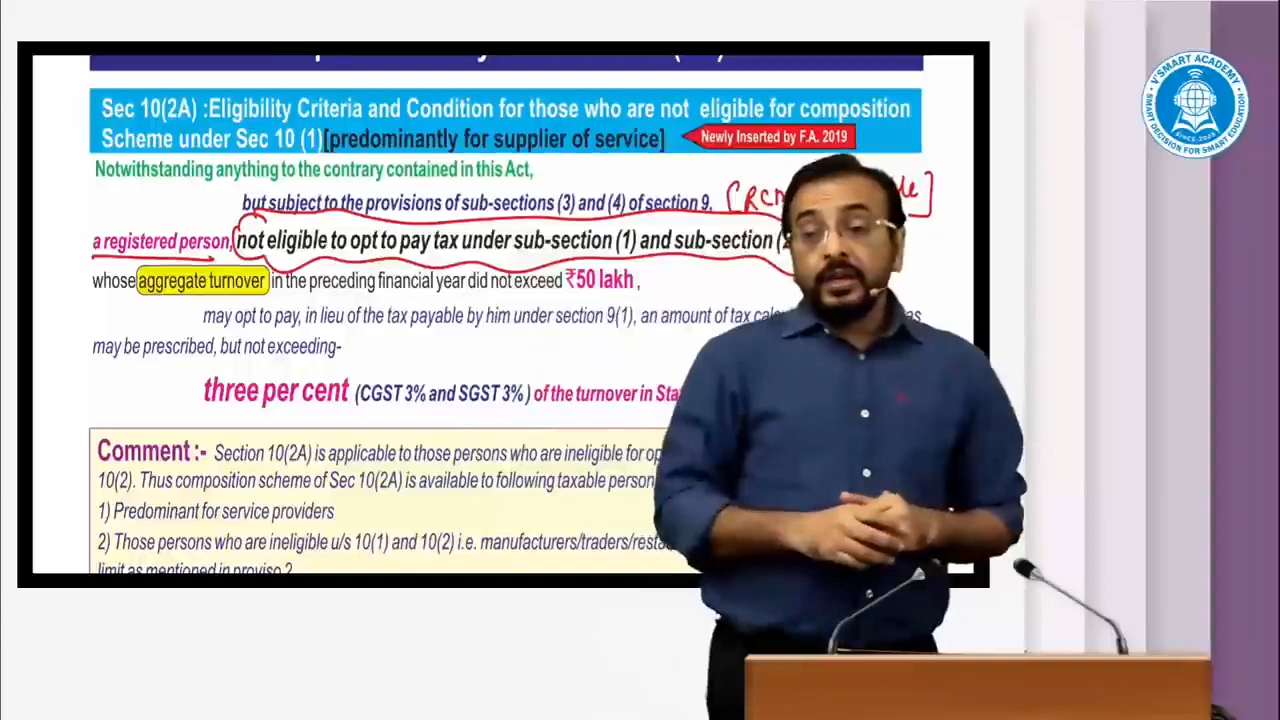 Sec 10(2A) :Eligibility Criteria and Condition for those who are not eligible for composition
Scheme under Sec 10 (1)[predominantly for supplier of service]
Newly Inserted by F.A. 2019
Notwithstanding anything to the contrary contained in this Act,
but subject to the provisions of sub-sections (3) and (4) of section 9.
a registered person, not eligible to opt to pay tax under sub-section (1) and sub-section
whose aggregate turnover in the preceding financial year did not exceed ₹50 lakh ,
may opt to pay, in lieu of the tax payable by him under section 9(1), an amount of tax as
may be prescribed, but not exceeding-
three per cent (CGST 3% and SGST 3%) of the turnover in
Comment :- Section 10(2A) is applicable to those persons who are ineligible for
10(2). Thus composition scheme of Sec 10(2A) is available to following taxable person
1) Predominant for service providers
2) Those persons who are ineligible u/s 10(1) and 10(2) i.e. manufacturers/traders/
limit as mentioned in proviso 2
V'SMART ACADEMY
SINCE 2003
SMART DECISION FOR SMART EDUCATION